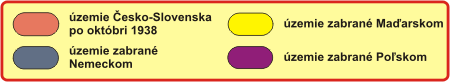 územie Česko-Slovenska
po októbri 1938
územie zabrané
Nemeckom
územie zabrané Maďarskom
územie zabrané Poľskom